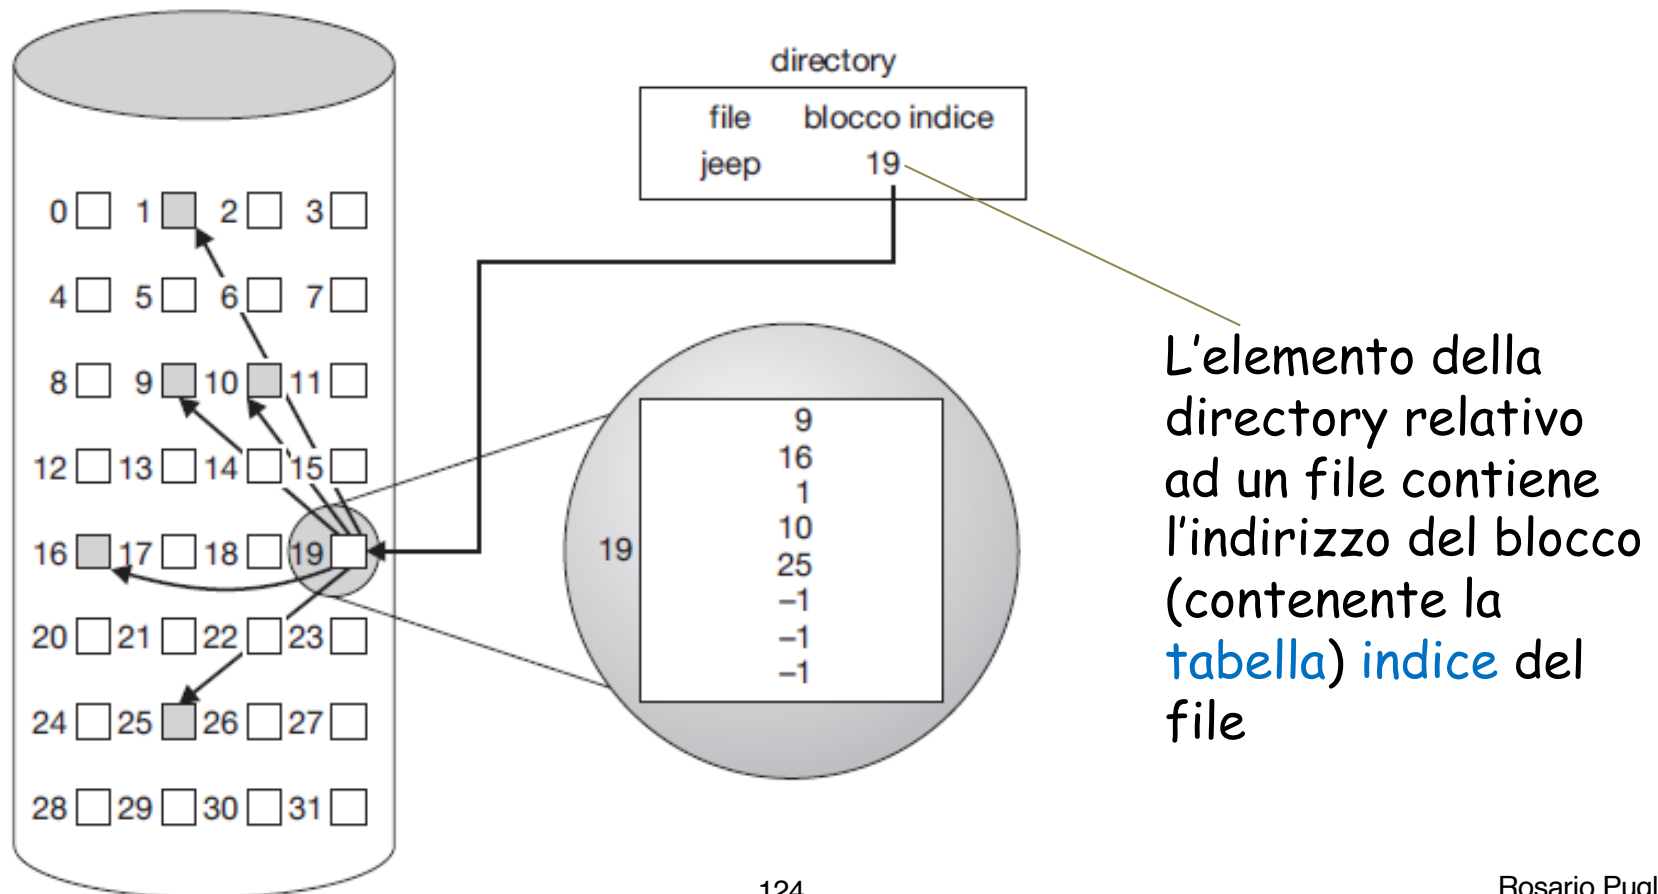 directory
file blocco indice
jeep 19
0 1 2 3
4 5 6 7
8 9 10 11
12 13 14 15
16 17 18 19
20 21 22 23
24 25 26 27
28 29 30 31
19
9
16
1
10
25
–1
–1
–1
L'elemento della
directory relativo
ad un file contiene
l'indirizzo del blocco
(contenente la
tabella) indice del
file
124
Rosario Pugl